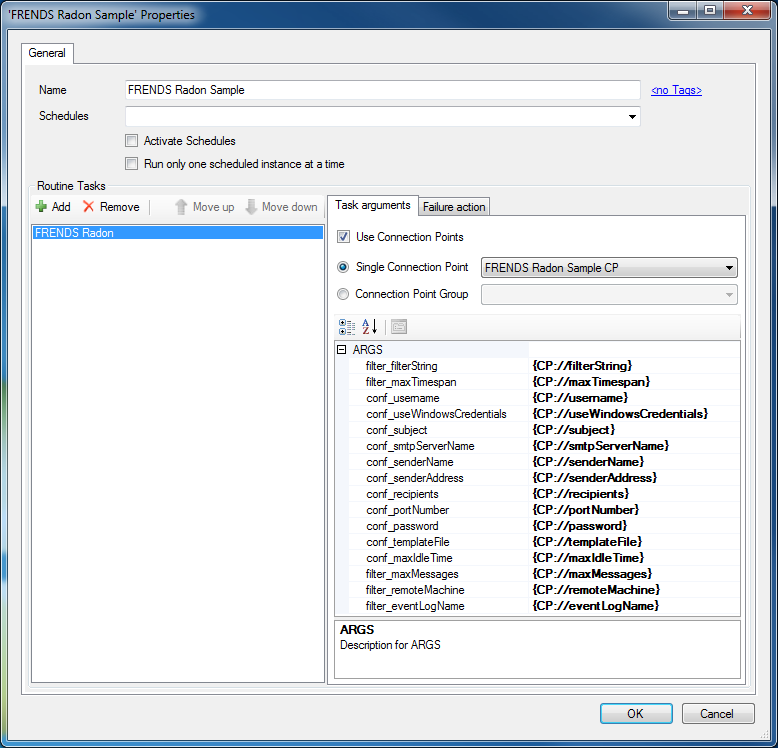 'FRENDS Radon Sample' Properties
General
Name FRENDS Radon Sample <no Tags>
Schedules
Activate Schedules
Run only one scheduled instance at a time
Routine Tasks
Add Remove Move up Move down
FRENDS Radon
Task arguments Failure action
Use Connection Points
Single Connection Point FRENDS Radon Sample CP
Connection Point Group
ARGS
filter_filterString {CP://filterString}
filter_maxTimespan {CP://maxTimespan}
conf_username {CP://username}
conf_useWindowsCredentials {CP://useWindowsCredentials}
conf_subject {CP://subject}
conf_smtpServerName {CP://smtpServerName}
conf_senderName {CP://senderName}
conf_senderAddress {CP://senderAddress}
conf_recipients {CP://recipients}
conf_portNumber {CP://portNumber}
conf_password {CP://password}
conf_templateFile {CP://templateFile}
conf_maxIdleTime {CP://maxIdleTime}
filter_maxMessages {CP://maxMessages}
filter_remoteMachine {CP://remoteMachine}
filter_eventLogName {CP://eventLogName}
ARGS
Description for ARGS
OK Cancel